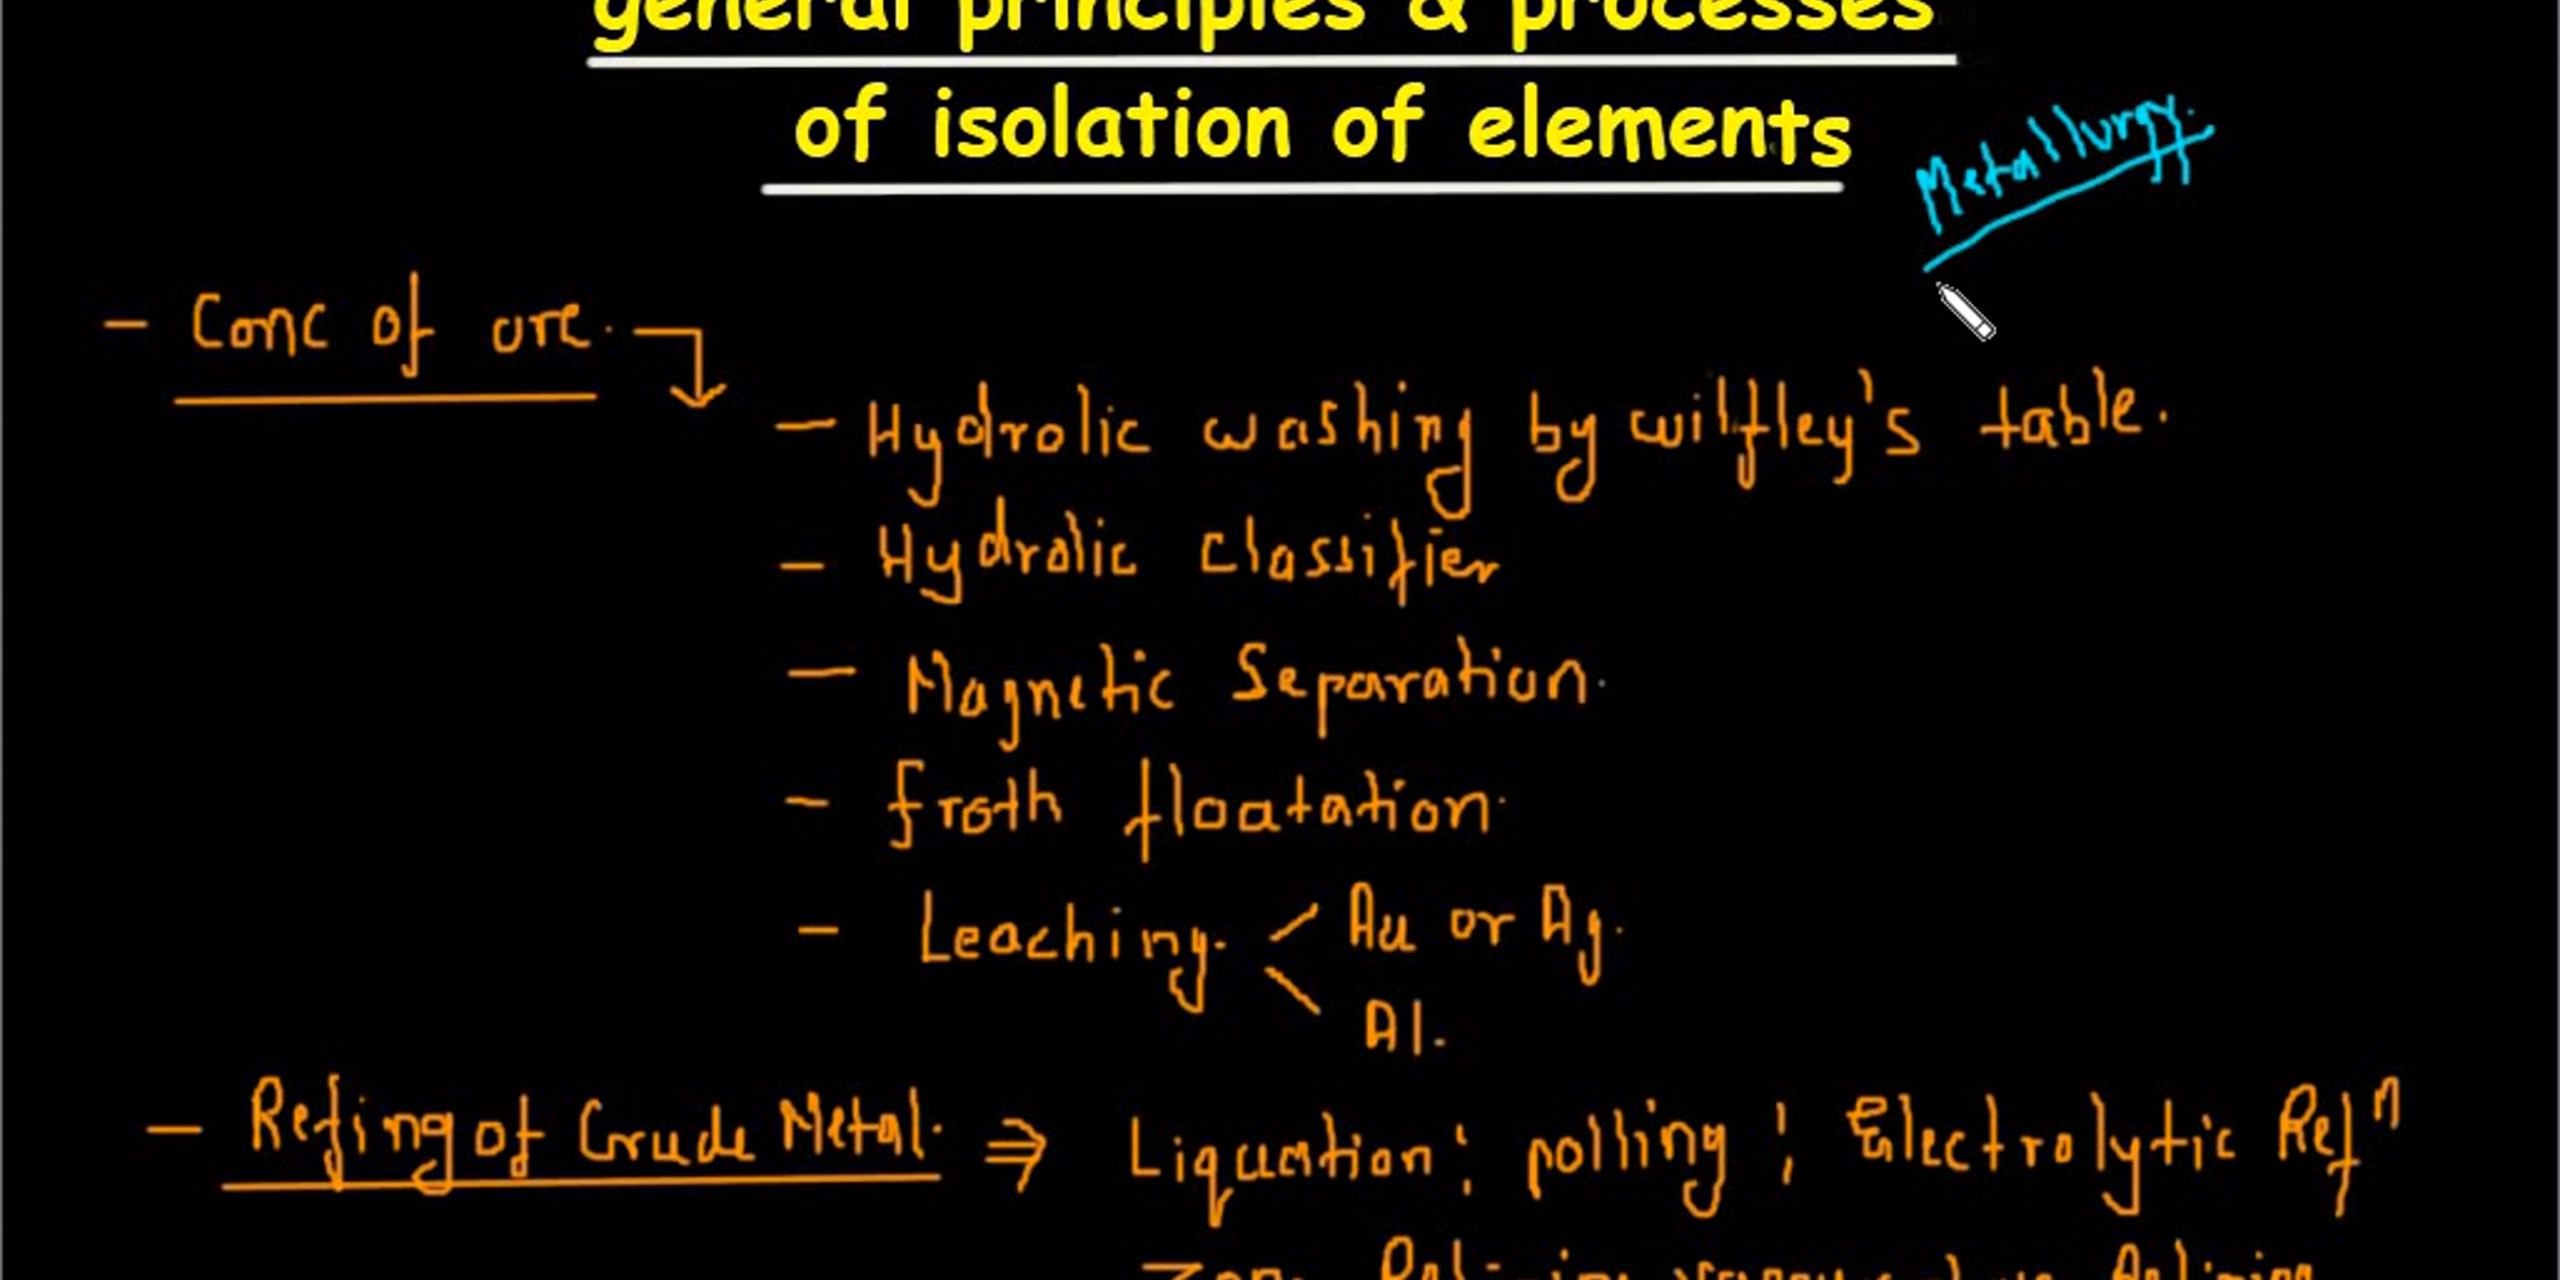 general principles & processes
of isolation of elements
Metallurgy.
- Conc of ore.
- Hydrolic washing by wilfley's table.
- Hydrolic classifier
- Magnetic Separation.
- froth floatation.
- Leaching. Au or Ag.
Al.
- Refing of Crude Metal. ⇒ Liquation; polling; Electrolytic Refn